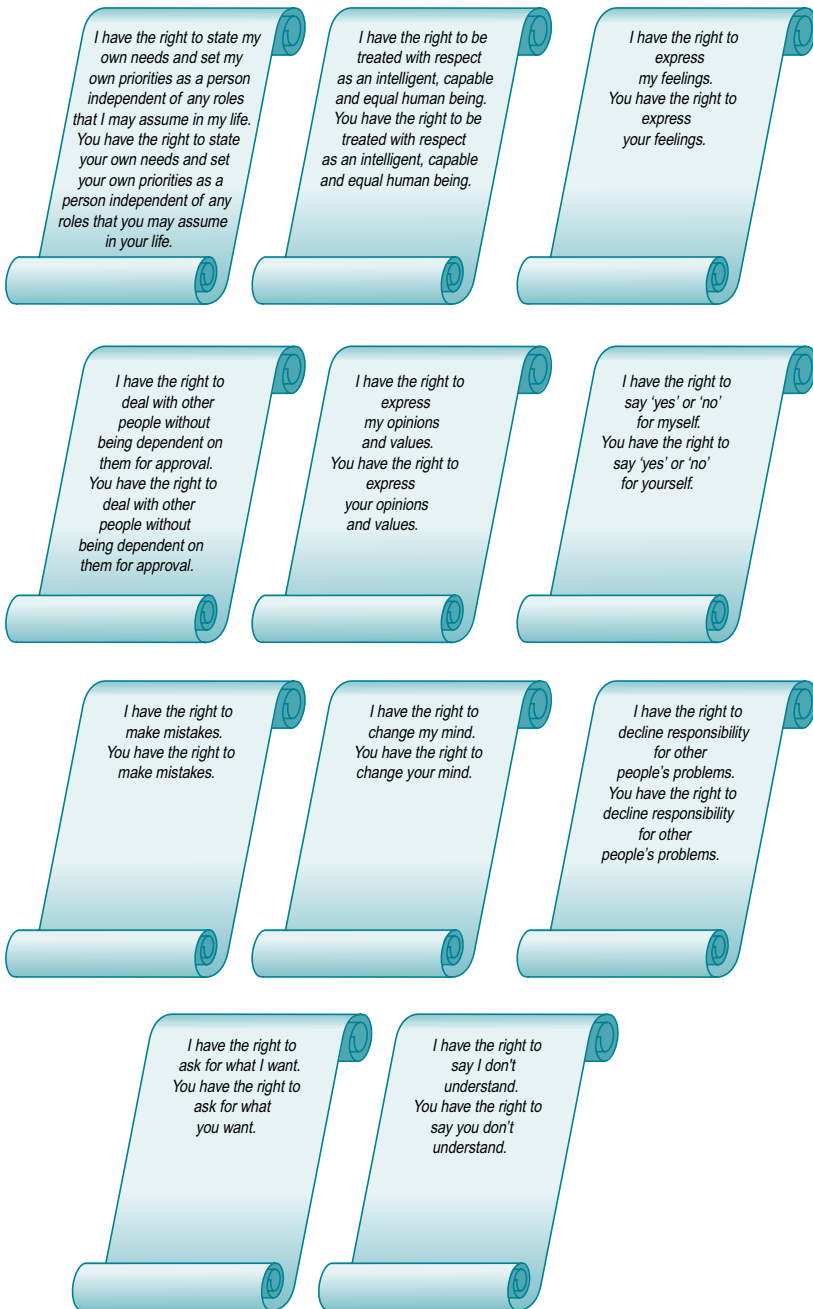 I have the right to state my
own needs and set my
own priorities as a person
independent of any roles
that I may assume in my life.
You have the right to state
your own needs and set
your own priorities as a
person independent of any
roles that you may assume
in your life.
I have the right to be
treated with respect
as an intelligent, capable
and equal human being.
You have the right to be
treated with respect
as an intelligent, capable
and equal human being.
I have the right to
express
my feelings.
You have the right to
express
your feelings.
I have the right to
deal with other
people without
being dependent on
them for approval.
You have the right to
deal with other
people without
being dependent on
them for approval.
I have the right to
express
my opinions
and values.
You have the right to
express
your opinions
and values.
I have the right to
say ‘yes’ or ‘no’
for myself.
You have the right to
say ‘yes’ or ‘no’
for yourself.
I have the right to
make mistakes.
You have the right to
make mistakes.
I have the right to
change my mind.
You have the right to
change your mind.
I have the right to
decline responsibility
for other
people’s problems.
You have the right to
decline responsibility
for other
people’s problems.
I have the right to
ask for what I want.
You have the right to
ask for what
you want.
I have the right to
say I don’t
understand.
You have the right to
say you don’t
understand.